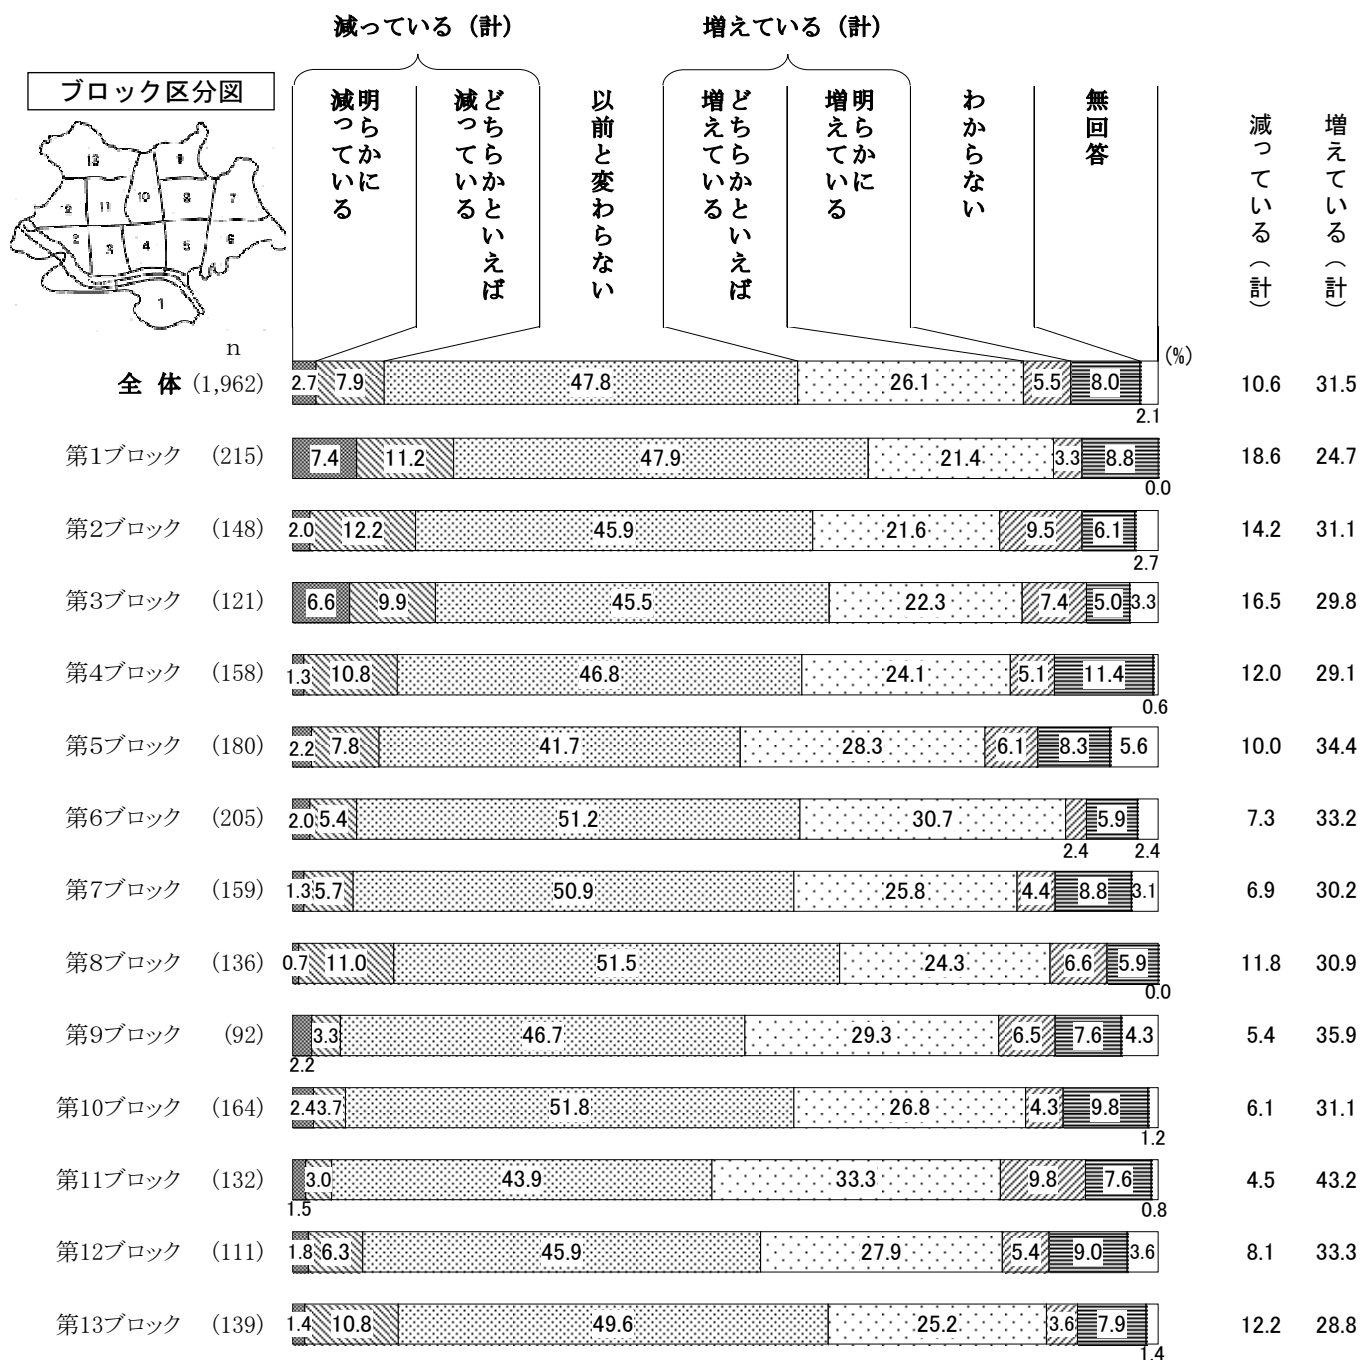 減っている（計）　増えている（計）
ブロック区分図
明らかに減っている
どちらかといえば減っている
以前と変わらない
どちらかといえば増えている
明らかに増えている
わからない
無回答
減っている（計）
増えている（計）
13 9
10 8 7
11
2 3 4 5 6
1
n
(%)
全 体 (1,962) 2.7 7.9 47.8 26.1 5.5 8.0 2.1 10.6 31.5
第1ブロック (215) 7.4 11.2 47.9 21.4 3.3 8.8 0.0 18.6 24.7
第2ブロック (148) 2.0 12.2 45.9 21.6 9.5 6.1 2.7 14.2 31.1
第3ブロック (121) 6.6 9.9 45.5 22.3 7.4 5.0 3.3 16.5 29.8
第4ブロック (158) 1.3 10.8 46.8 24.1 5.1 11.4 0.6 12.0 29.1
第5ブロック (180) 2.2 7.8 41.7 28.3 6.1 8.3 5.6 10.0 34.4
第6ブロック (205) 2.0 5.4 51.2 30.7 2.4 5.9 2.4 7.3 33.2
第7ブロック (159) 1.3 5.7 50.9 25.8 4.4 8.8 3.1 6.9 30.2
第8ブロック (136) 0.7 11.0 51.5 24.3 6.6 5.9 0.0 11.8 30.9
第9ブロック (92) 2.2 3.3 46.7 29.3 6.5 7.6 4.3 5.4 35.9
第10ブロック (164) 2.4 3.7 51.8 26.8 4.3 9.8 1.2 6.1 31.1
第11ブロック (132) 1.5 3.0 43.9 33.3 9.8 7.6 0.8 4.5 43.2
第12ブロック (111) 1.8 6.3 45.9 27.9 5.4 9.0 3.6 8.1 33.3
第13ブロック (139) 1.4 10.8 49.6 25.2 3.6 7.9 1.4 12.2 28.8